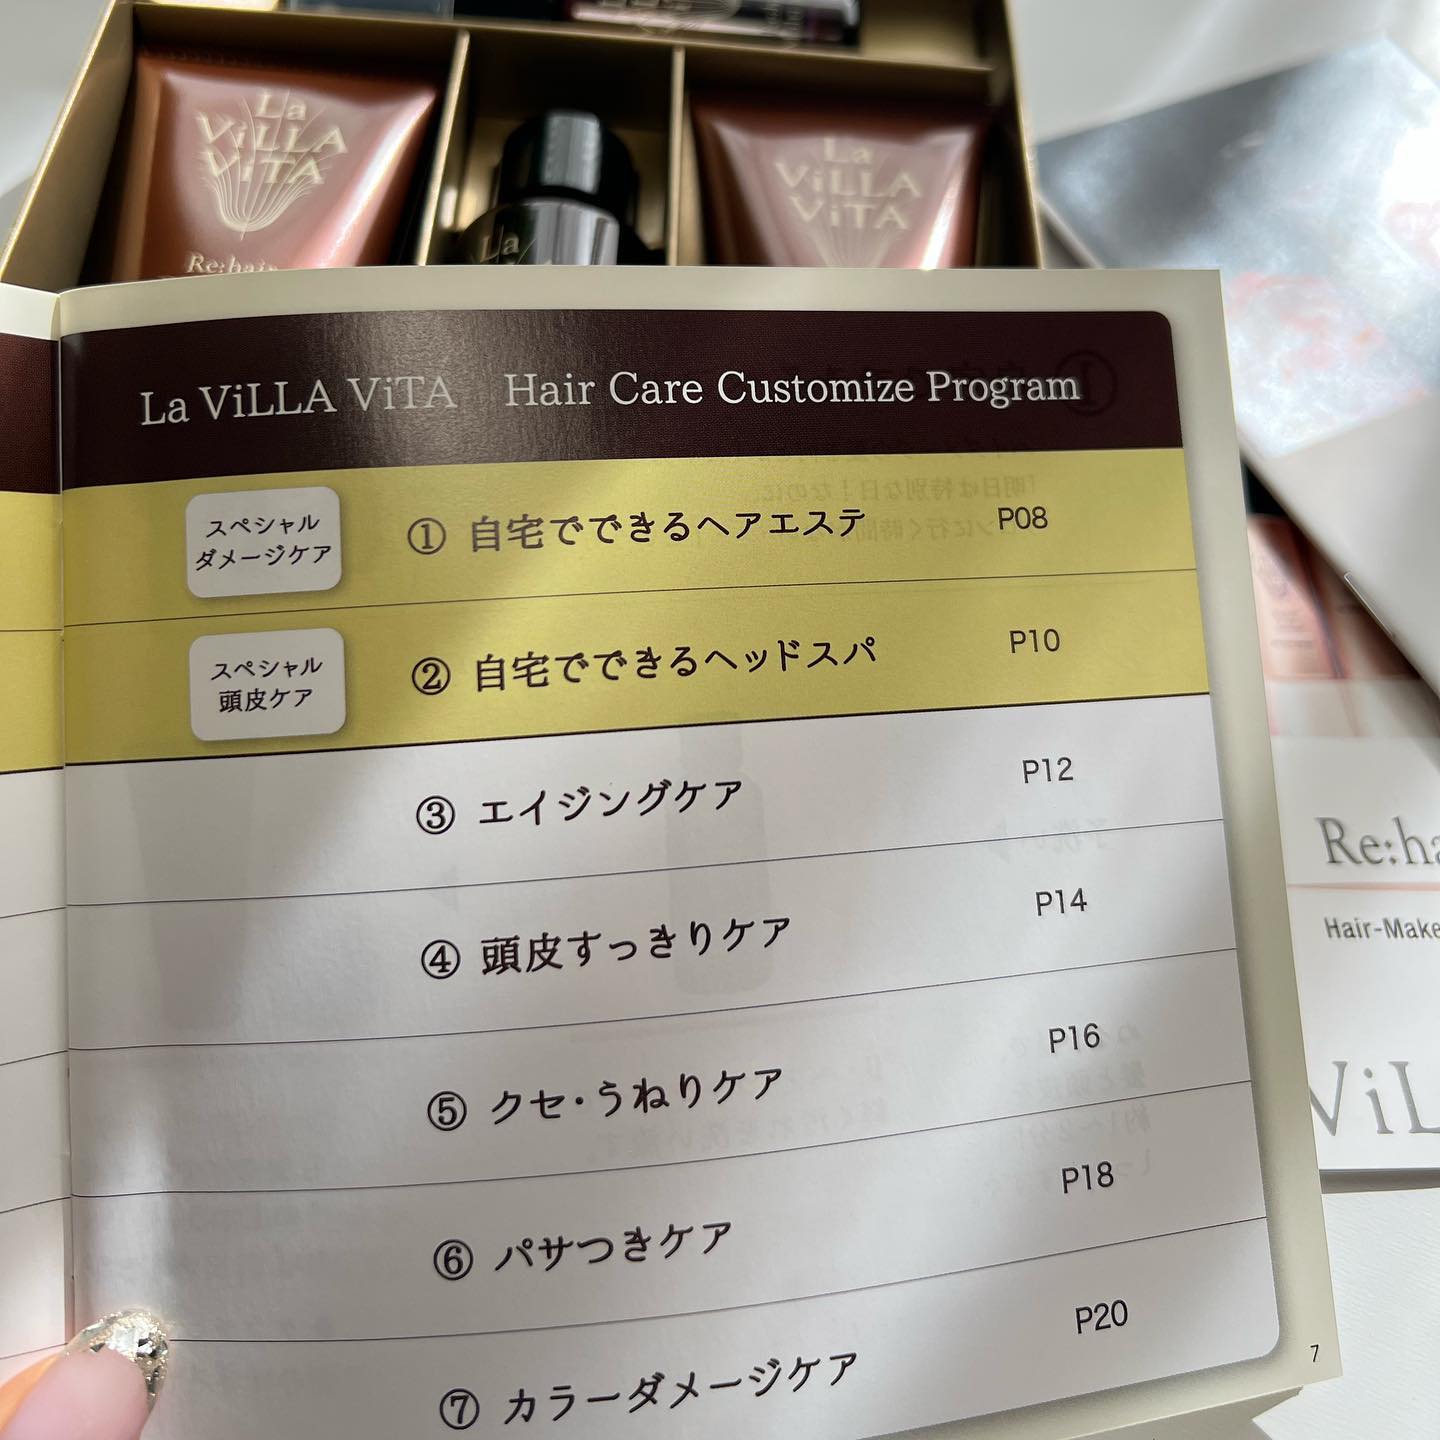 La
ViLLA
ViTA
Re:hair
La
La
ViLLA
ViTA
La ViLLA ViTA Hair Care Customize Program
スペシャル
ダメージケア
① 自宅でできるヘアエステ P08
スペシャル
頭皮ケア
② 自宅でできるヘッドスパ P10
③ エイジングケア P12
④ 頭皮すっきりケア P14
⑤ クセ・うねりケア P16
⑥ パサつきケア P18
⑦ カラーダメージケア P20
7
Re:ha
Hair-Make
ViL